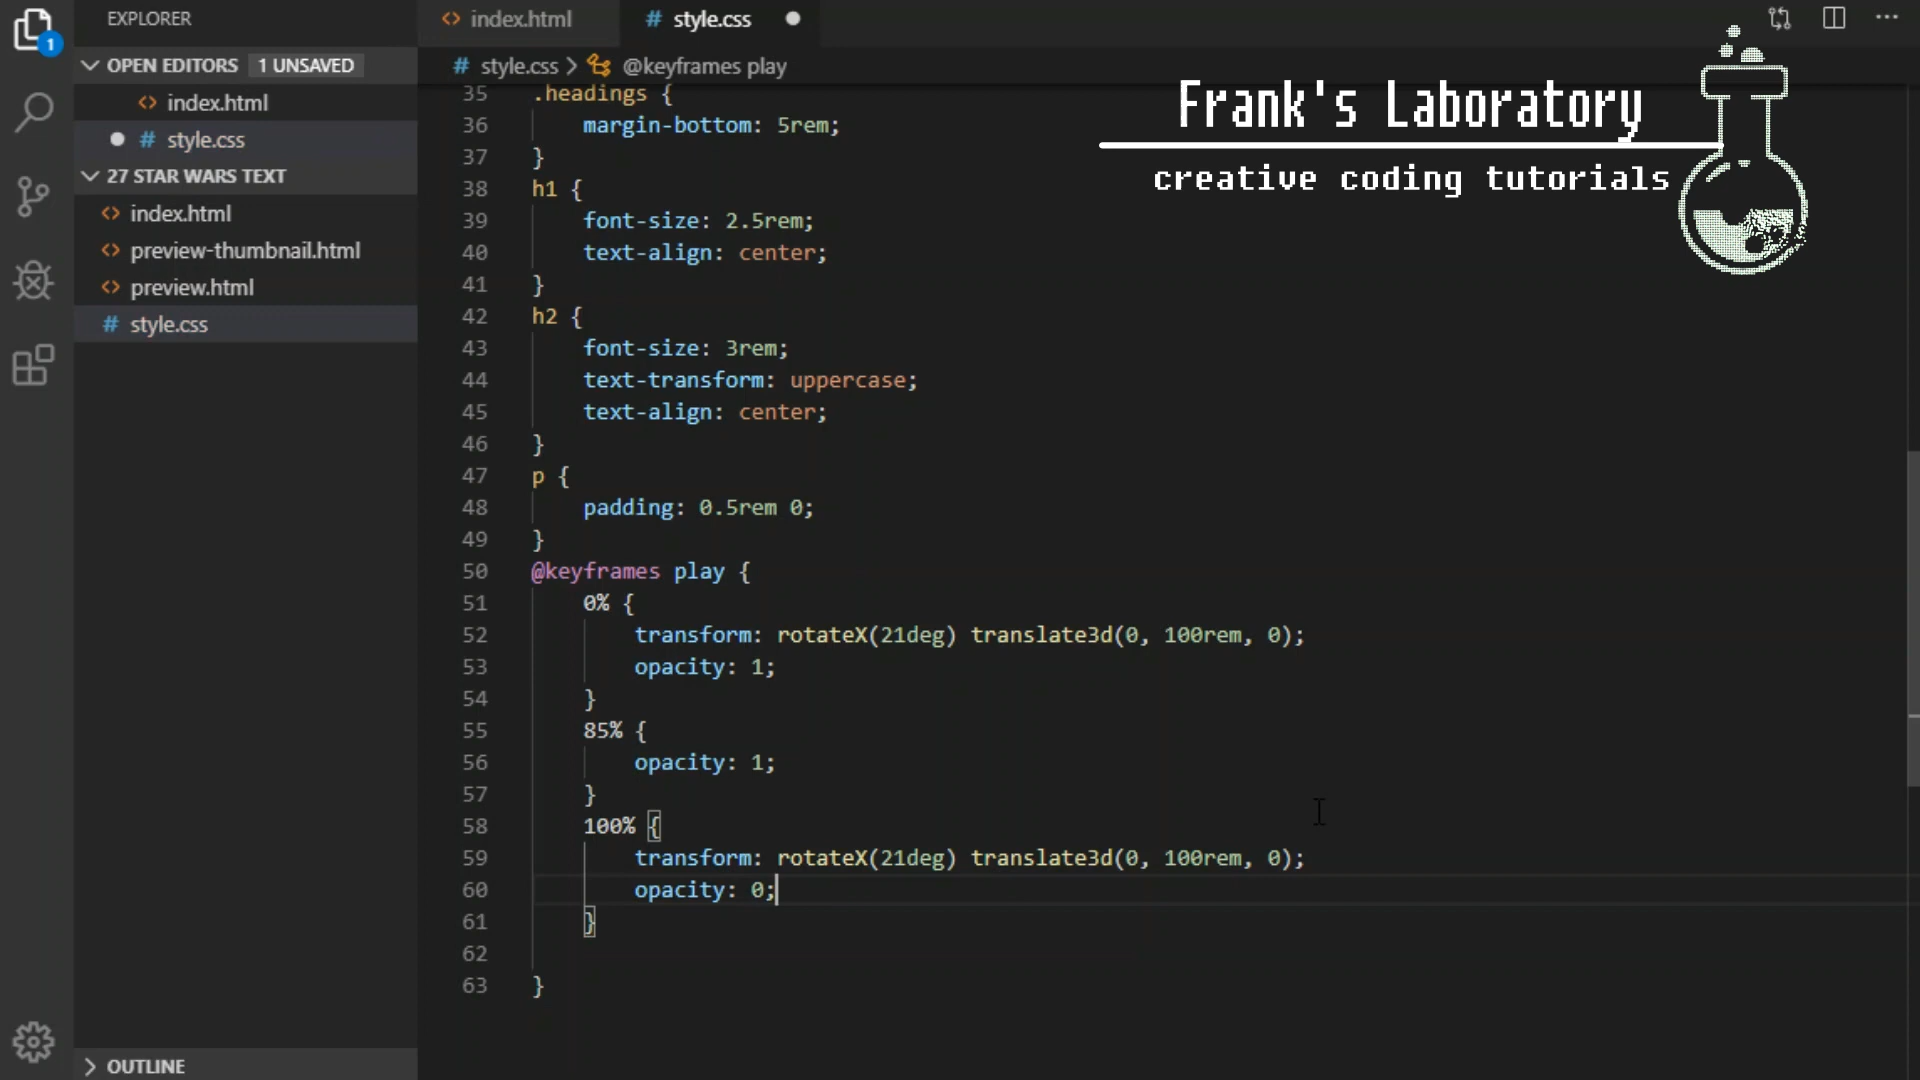 EXPLORER
OPEN EDITORS 1 UNSAVED
<> index.html
# style.css
27 STAR WARS TEXT
<> index.html
<> preview-thumbnail.html
<> preview.html
# style.css
OUTLINE
1
<> index.html
# style.css
# style.css > @keyframes play
35 .headings {
36 margin-bottom: 5rem;
37 }
38 h1 {
39 font-size: 2.5rem;
40 text-align: center;
41 }
42 h2 {
43 font-size: 3rem;
44 text-transform: uppercase;
45 text-align: center;
46 }
47 p {
48 padding: 0.5rem 0;
49 }
50 @keyframes play {
51 0% {
52 transform: rotateX(21deg) translate3d(0, 100rem, 0);
53 opacity: 1;
54 }
55 85% {
56 opacity: 1;
57 }
58 100% {
59 transform: rotateX(21deg) translate3d(0, 100rem, 0);
60 opacity: 0;
61 }
62
63 }
Frank's Laboratory
creative coding tutorials